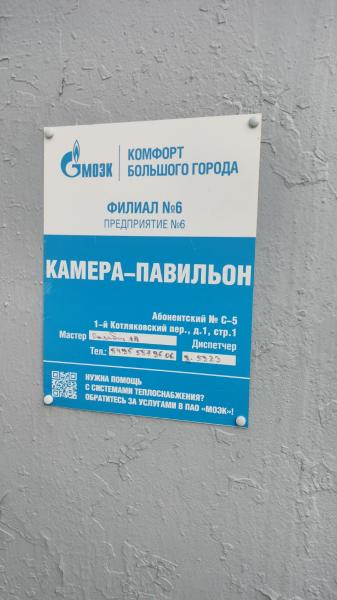 МОЭК
КОМФОРТ
БОЛЬШОГО ГОРОДА
ФИЛИАЛ №6
ПРЕДПРИЯТИЕ №6
КАМЕРА–ПАВИЛЬОН
Абонентский № С–5
1–й Котляковский пер., д.1, стр.1
Мастер
Диспетчер
Тел.:
НУЖНА ПОМОЩЬ
С СИСТЕМАМИ ТЕПЛОСНАБЖЕНИЯ?
ОБРАТИТЕСЬ ЗА УСЛУГАМИ В ПАО «МОЭК»!